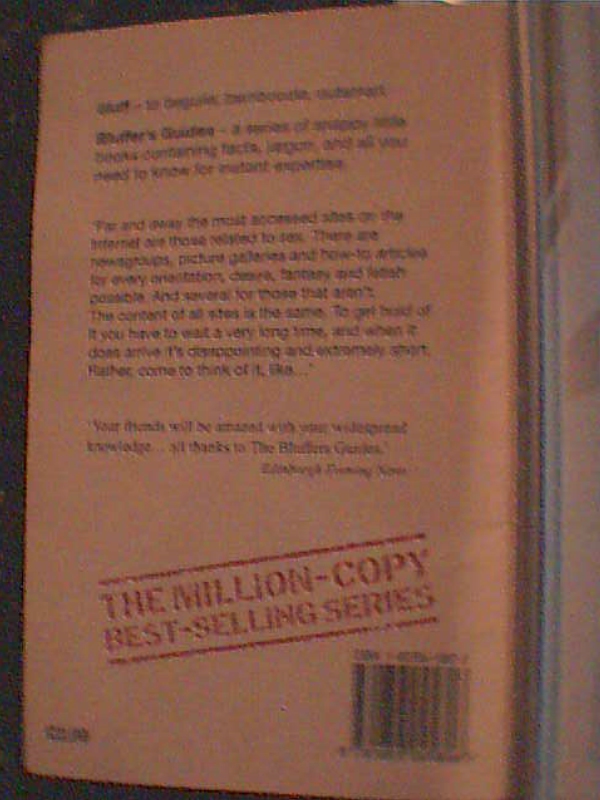 Bluff – to beguile, bamboozle, outsmart.
Bluffer's Guides – a series of snappy little
books containing facts, jargon, and all you
need to know for instant expertise.
'Far and away the most accessed sites on the
Internet are those related to sex. There are
newsgroups, picture galleries and how-to articles
for every orientation, desire, fantasy and fetish
possible. And several for those that aren't.
The content of all sites is the same. To get hold of
it you have to wait a very long time, and when it
does arrive it's disappointing and extremely short.
Rather, come to think of it, like...'
'Your friends will be amazed with your widespread
knowledge... all thanks to The Bluffers Guides.'
Edinburgh Evening News
THE MILLION-COPY
BEST-SELLING SERIES
ISBN